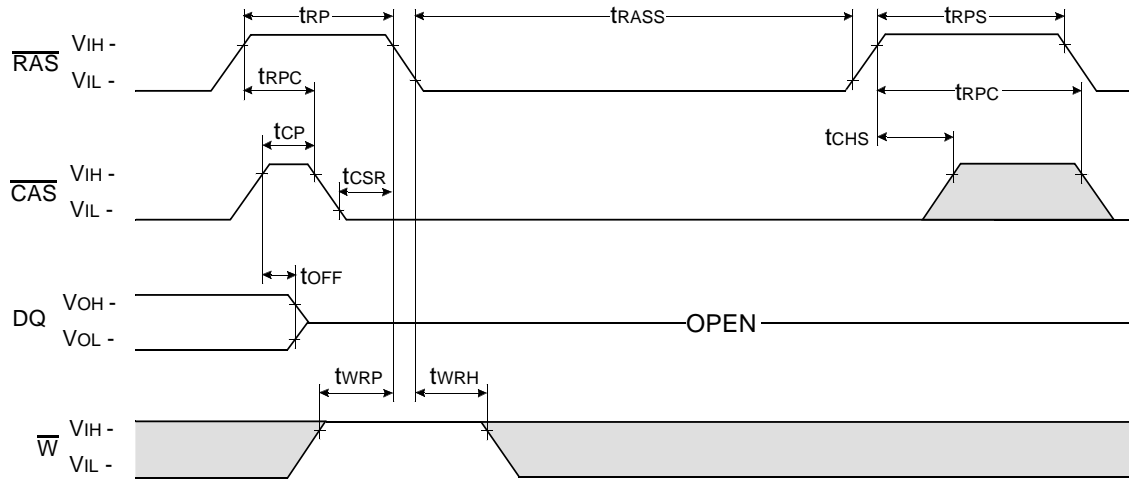 tRP tRASS tRPS
RAS VIH -
VIL -
tRPC tRPC
tCP tCHS
CAS VIH -
VIL -
tCSR
tOFF
DQ VOH -
VOL -
OPEN
tWRP tWRH
W VIH -
VIL -